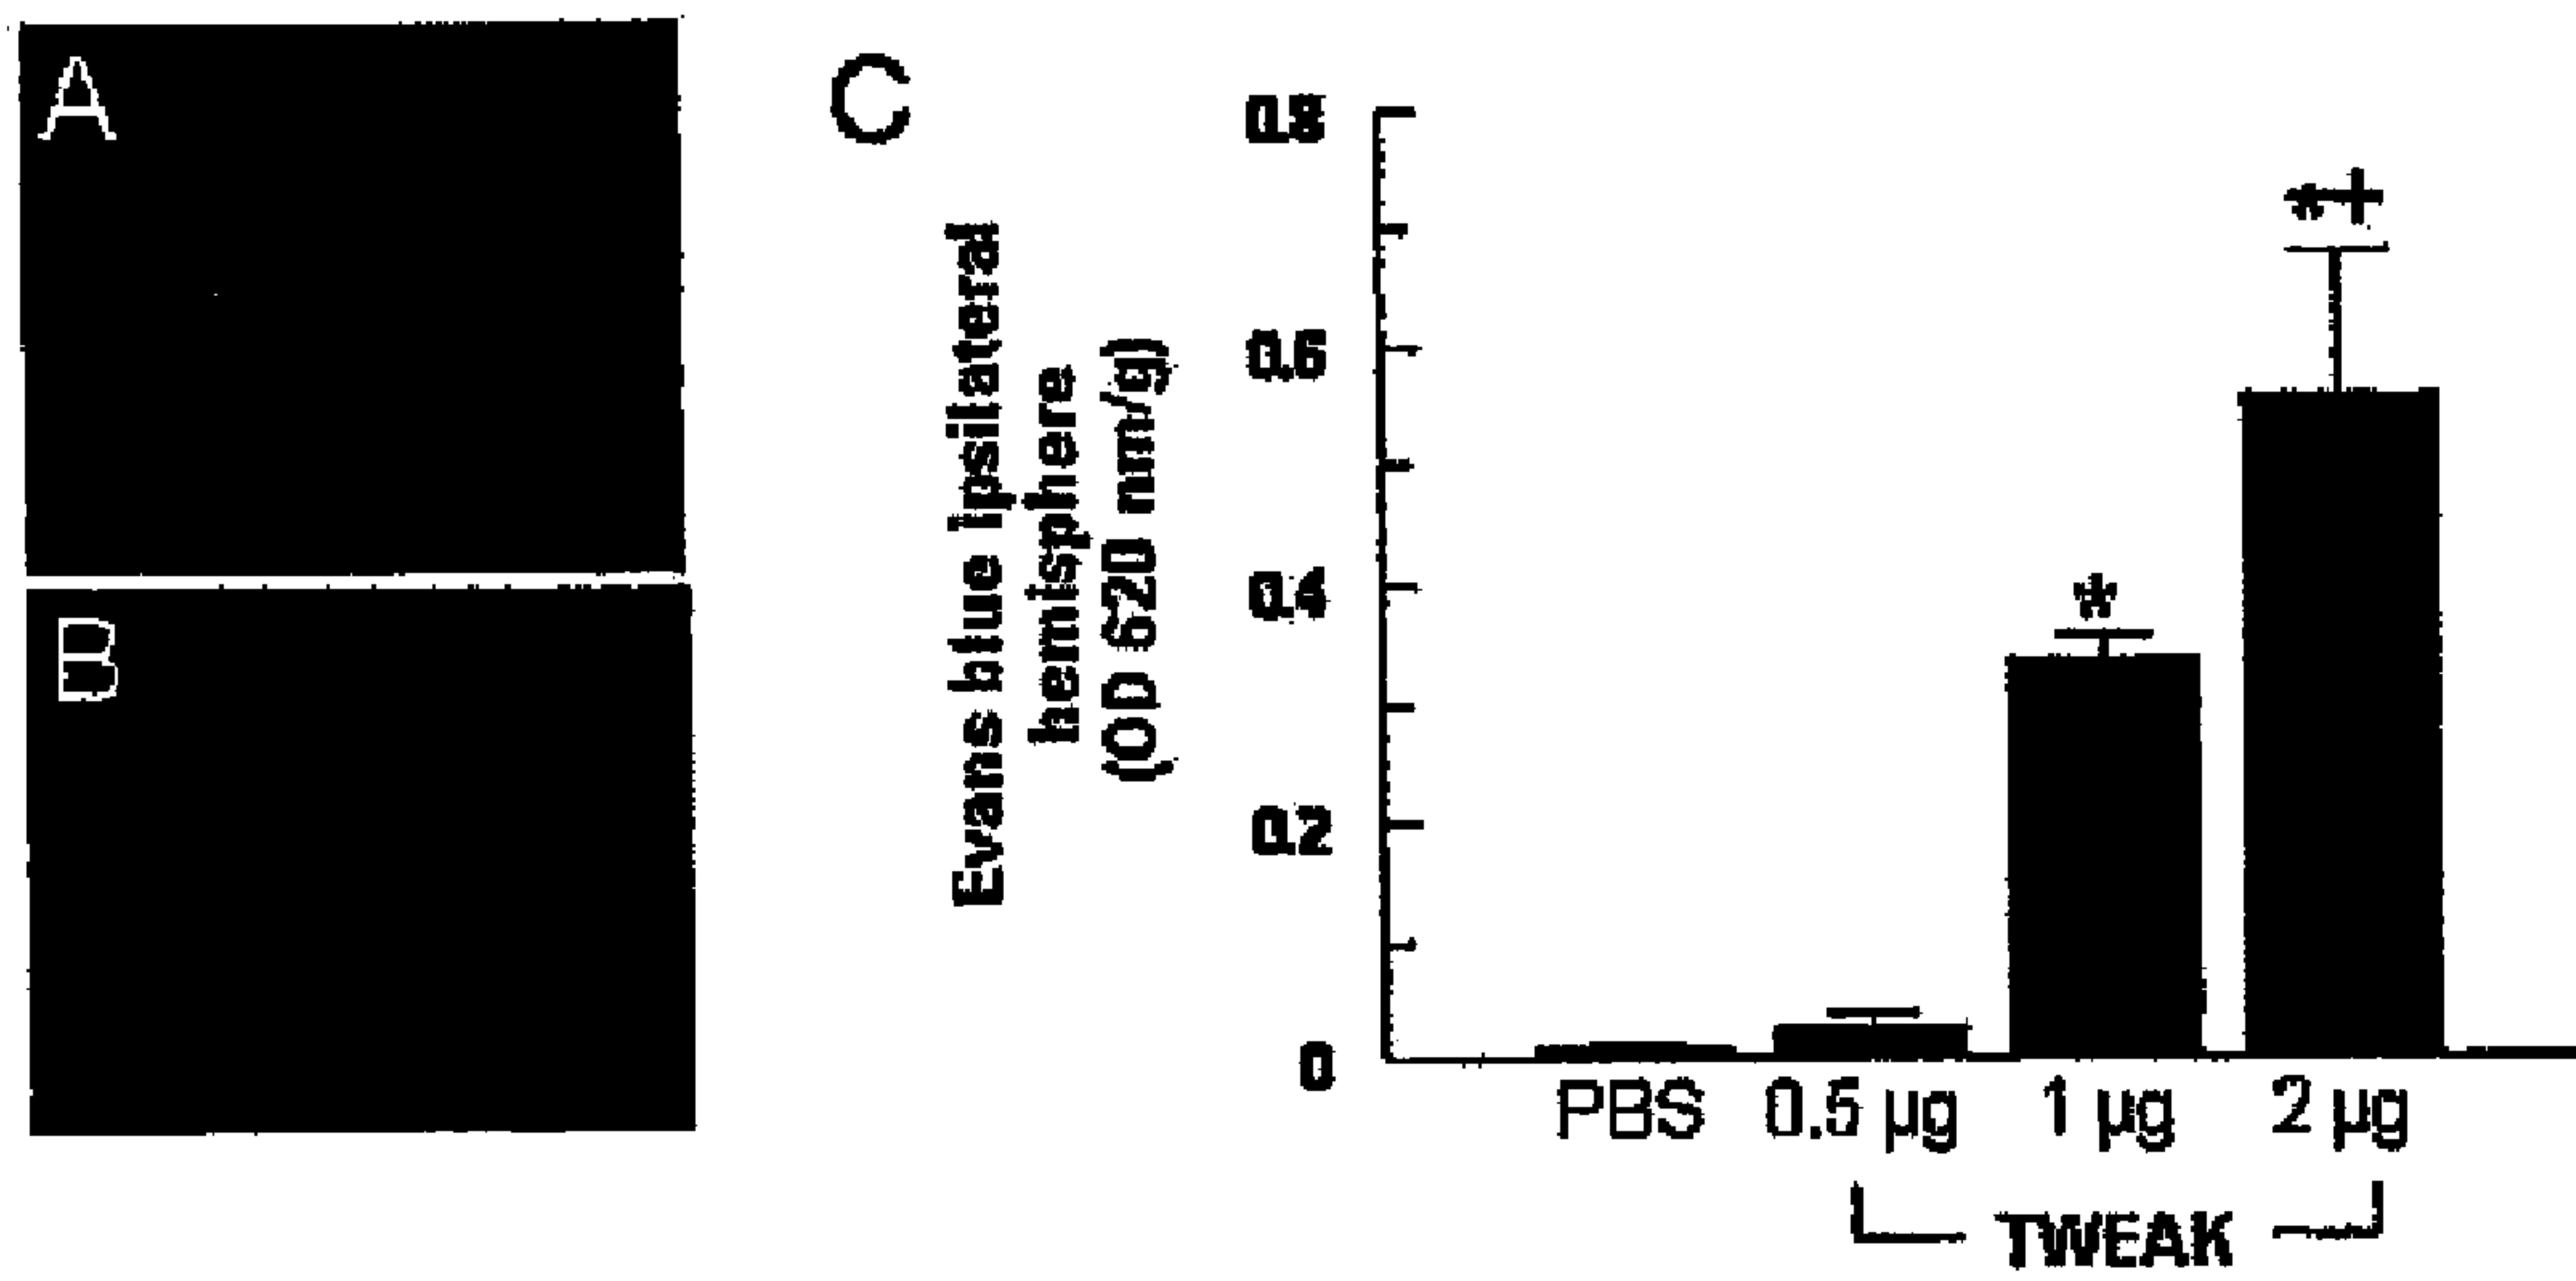 A
B
C
Evans blue ipsilateral
hemisphere
(OD 620 nm/g)
0.8
0.6
0.4
0.2
0
*+
*
PBS
0.5 µg
1 µg
2 µg
TWEAK